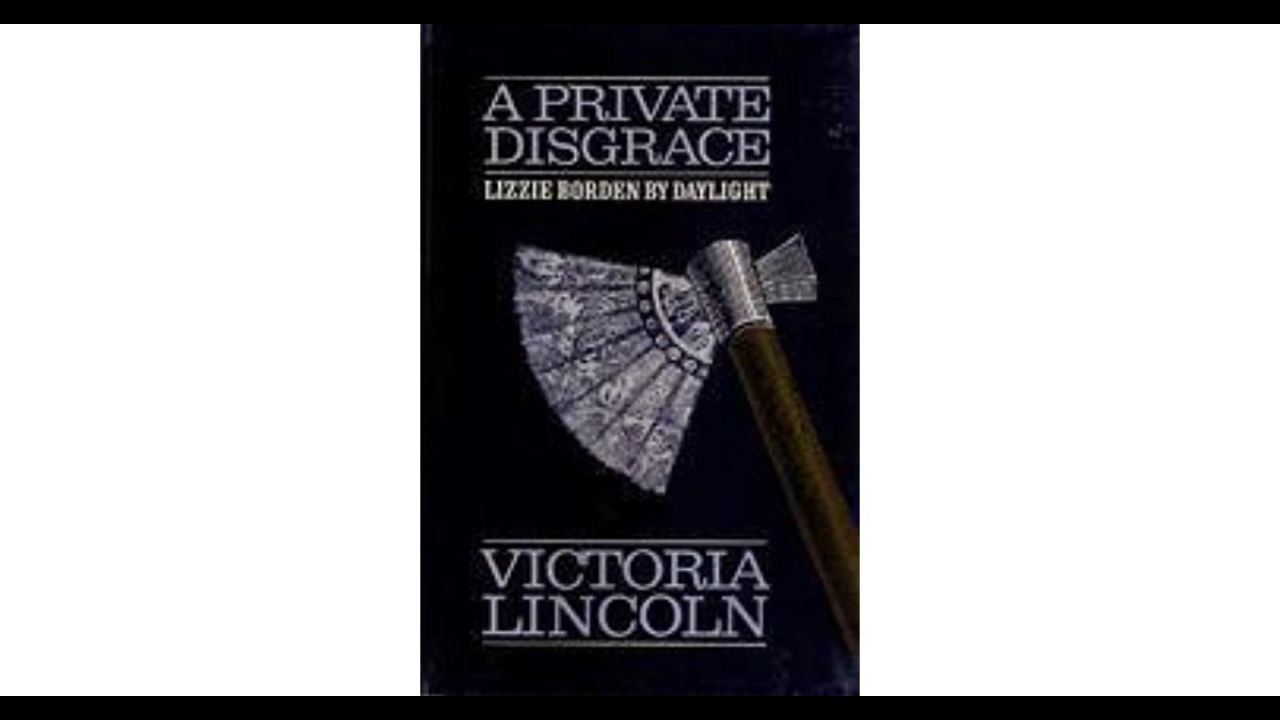 A PRIVATE
DISGRACE
LIZZIE BORDEN BY DAYLIGHT
VICTORIA
LINCOLN